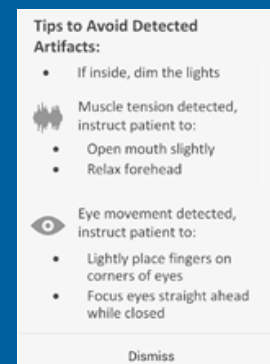 Tips to Avoid Detected
Artifacts:
• If inside, dim the lights
Muscle tension detected,
instruct patient to:
• Open mouth slightly
• Relax forehead
Eye movement detected,
instruct patient to:
• Lightly place fingers on
corners of eyes
• Focus eyes straight ahead
while closed
Dismiss